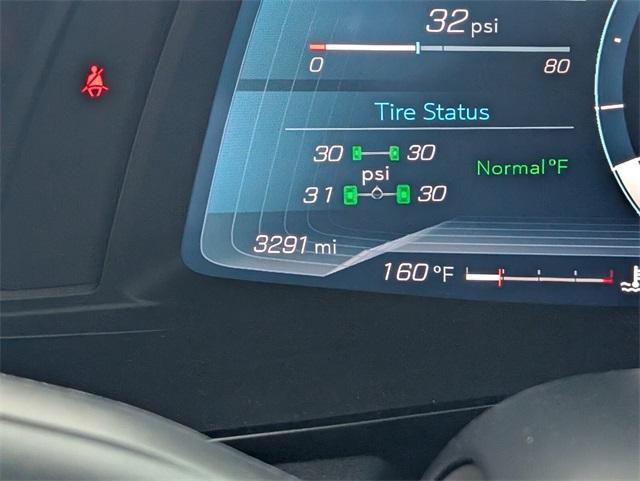 32 psi
0 80
Tire Status
30 30
psi
Normal °F
31 30
3291 mi
160 °F